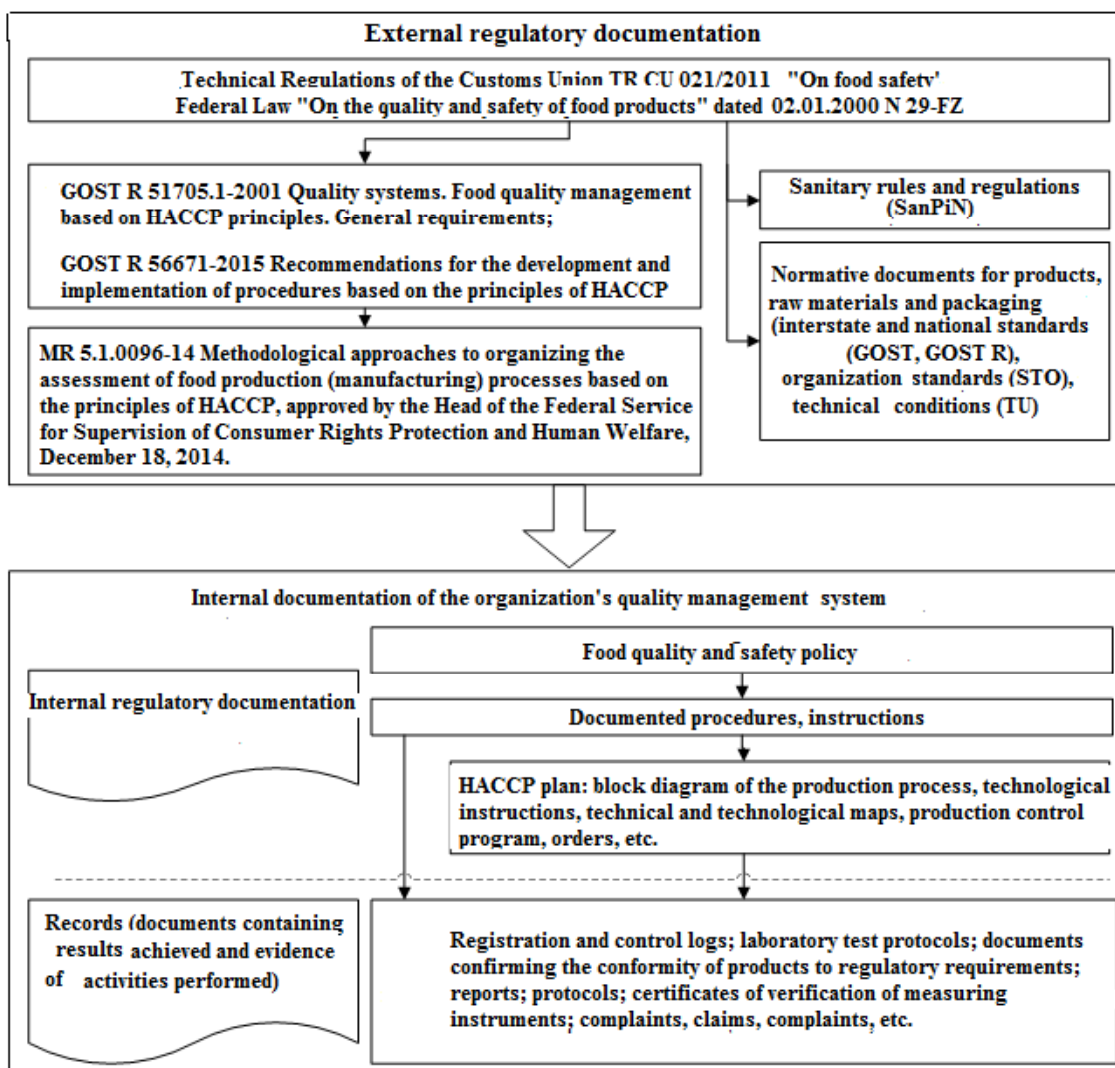 External regulatory documentation
Technical Regulations of the Customs Union TR CU 021/2011 "On food safety'
Federal Law "On the quality and safety of food products" dated 02.01.2000 N 29-FZ
GOST R 51705.1-2001 Quality systems. Food quality management
based on HACCP principles. General requirements;
GOST R 56671-2015 Recommendations for the development and
implementation of procedures based on the principles of HACCP
Sanitary rules and regulations
(SanPiN)
Normative documents for products,
raw materials and packaging
(interstate and national standards
(GOST, GOST R),
organization standards (STO),
technical conditions (TU)
MR 5.1.0096-14 Methodological approaches to organizing the
assessment of food production (manufacturing) processes based on
the principles of HACCP, approved by the Head of the Federal Service
for Supervision of Consumer Rights Protection and Human Welfare,
December 18, 2014.
Internal documentation of the organization's quality management system
Food quality and safety policy
Internal regulatory documentation
Documented procedures, instructions
HACCP plan: block diagram of the production process, technological
instructions, technical and technological maps, production control
program, orders, etc.
Records (documents containing
results achieved and evidence
of activities performed)
Registration and control logs; laboratory test protocols; documents
confirming the conformity of products to regulatory requirements;
reports; protocols; certificates of verification of measuring
instruments; complaints, claims, complaints, etc.